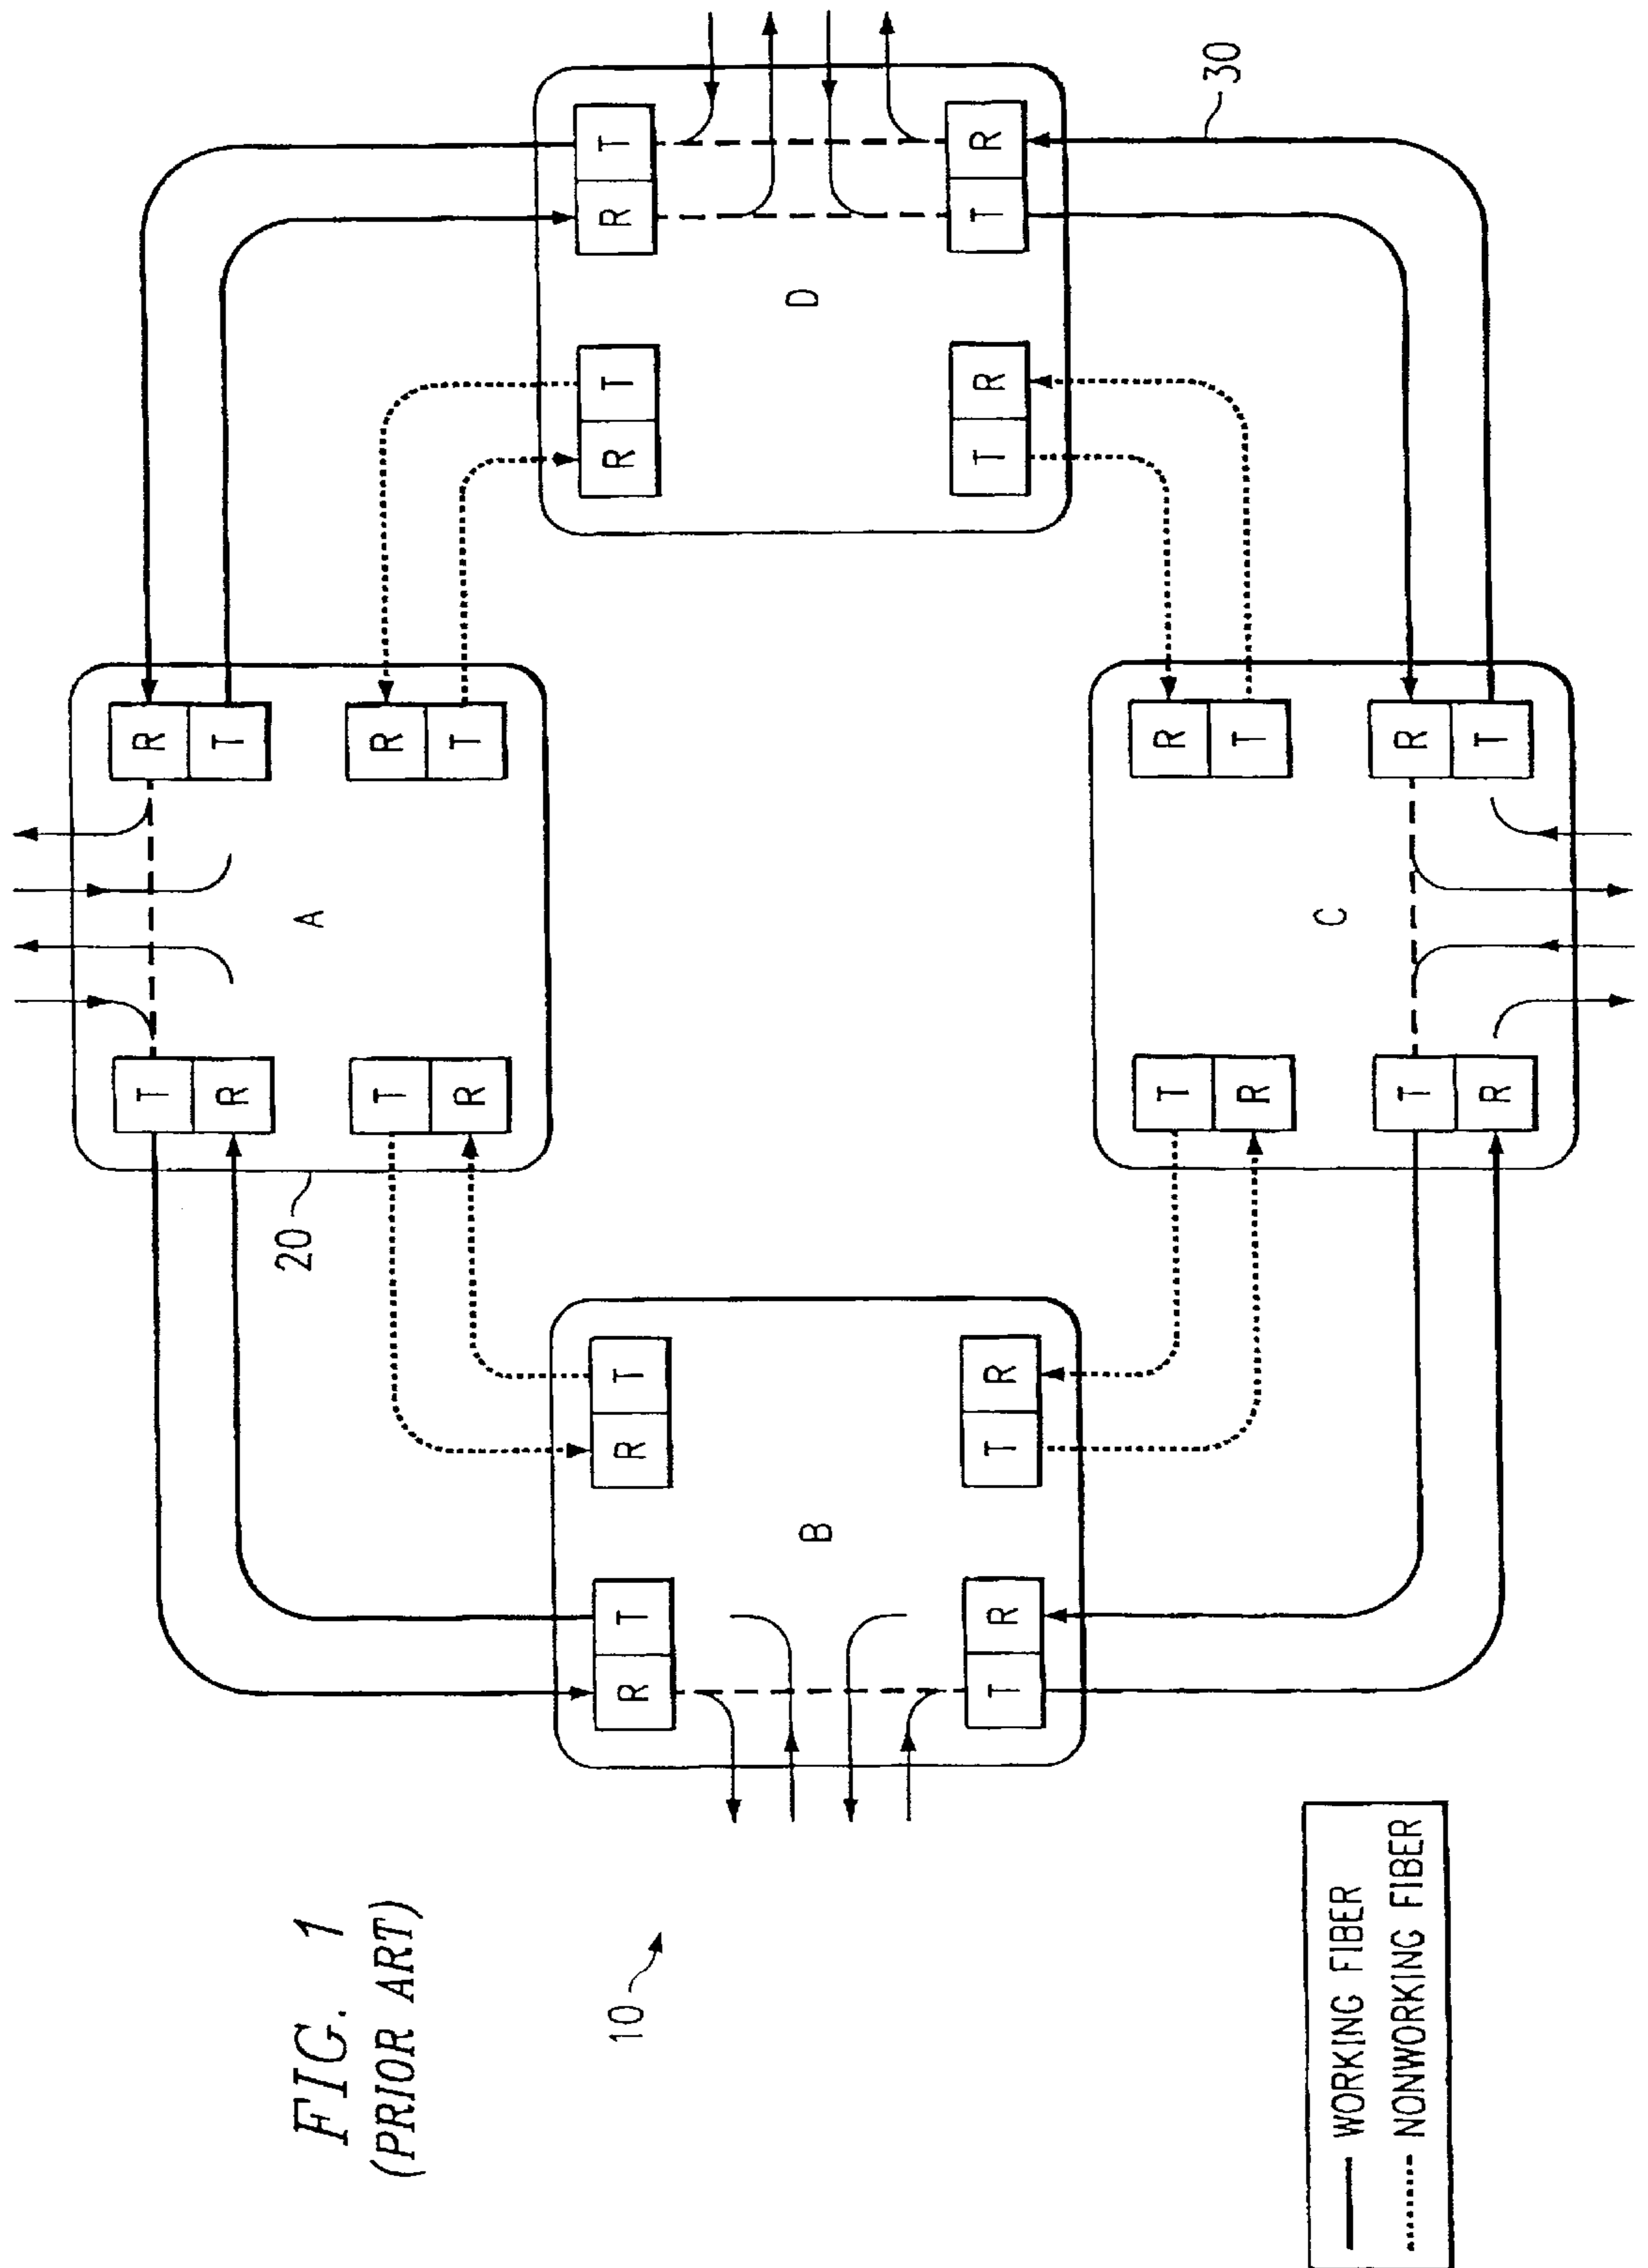 FIG. 1
(PRIOR ART)
10
20
30
T
R
R
T
A
T
R
R
T
R T
R T
B
T R
T R
R T
R T
D
T R
T R
T
R
R
T
C
T
R
R
T
WORKING FIBER
NONWORKING FIBER